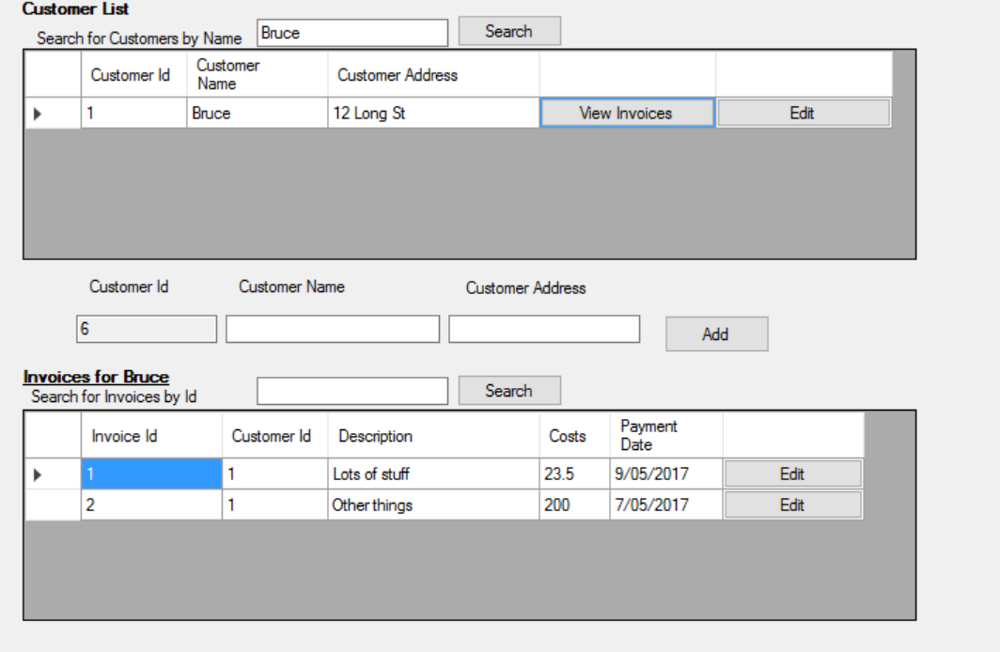 Customer List
Search for Customers by Name Bruce Search
Customer Id Customer Name Customer Address
1 Bruce 12 Long St View Invoices Edit
Customer Id Customer Name Customer Address
6 Add
Invoices for Bruce
Search for Invoices by Id Search
Invoice Id Customer Id Description Costs Payment Date
1 1 Lots of stuff 23.5 9/05/2017 Edit
2 1 Other things 200 7/05/2017 Edit